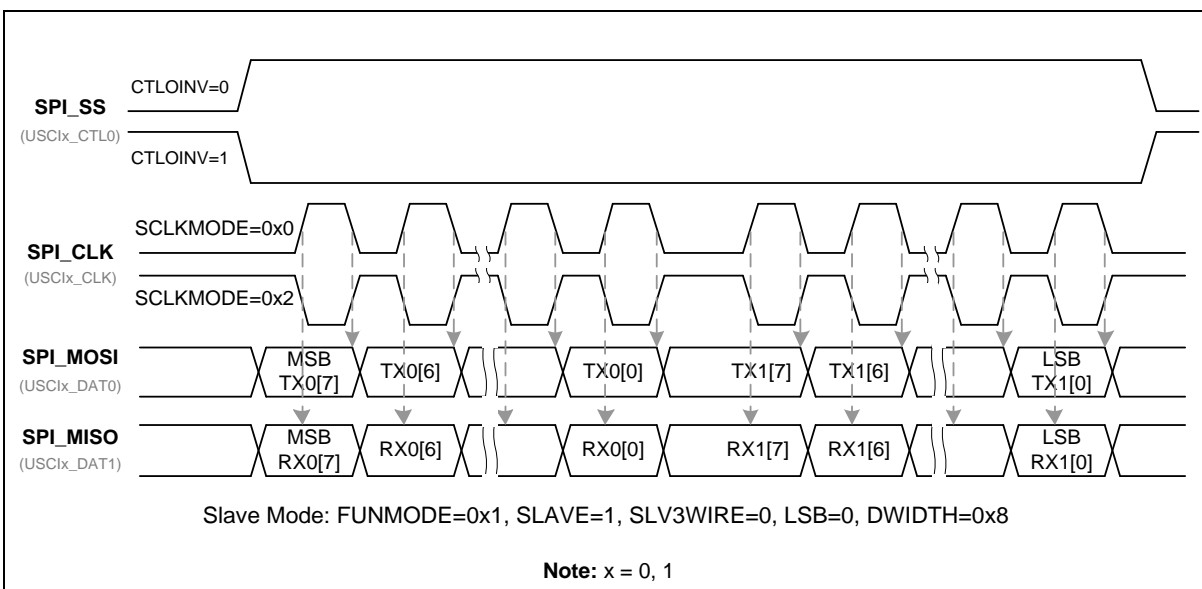 CTLOINV=0
SPI_SS
(USCIx_CTL0)
CTLOINV=1
SCLKMODE=0x0
SPI_CLK
(USCIx_CLK)
SCLKMODE=0x2
SPI_MOSI
(USCIx_DAT0)
MSB
TX0[7]
TX0[6]
TX0[0]
TX1[7]
TX1[6]
LSB
TX1[0]
SPI_MISO
(USCIx_DAT1)
MSB
RX0[7]
RX0[6]
RX0[0]
RX1[7]
RX1[6]
LSB
RX1[0]
Slave Mode: FUNMODE=0x1, SLAVE=1, SLV3WIRE=0, LSB=0, DWIDTH=0x8
Note: x = 0, 1